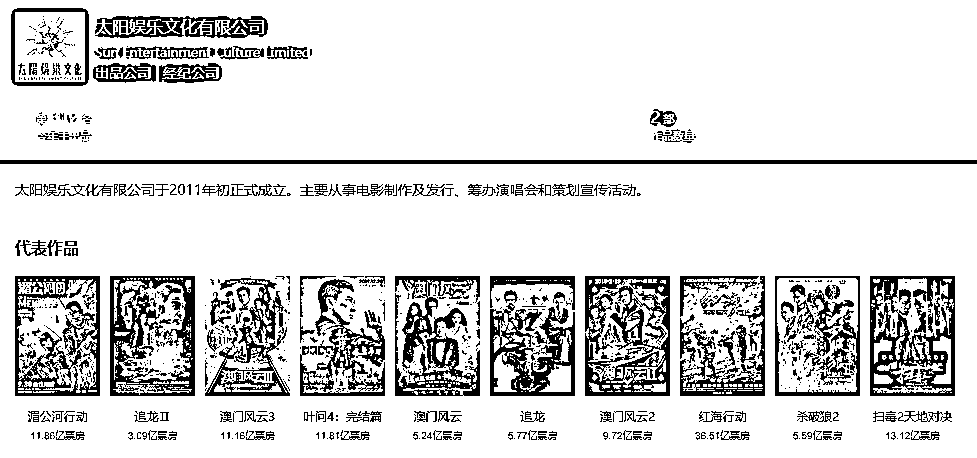 太阳娱乐文化有限公司
Sun Entertainment Culture Limited
出品公司 | 经纪公司
太陽娛樂文化
2部
太阳娱乐文化有限公司于2011年初正式成立。主要从事电影制作及发行、筹办演唱会和策划宣传活动。
代表作品
湄公河行动 追龙Ⅱ 澳门风云3 叶问4：完结篇 澳门风云 追龙 澳门风云2 红海行动 杀破狼2 扫毒2天地对决
11.86亿票房 3.09亿票房 11.16亿票房 11.81亿票房 5.24亿票房 5.77亿票房 9.72亿票房 36.51亿票房 5.59亿票房 13.12亿票房